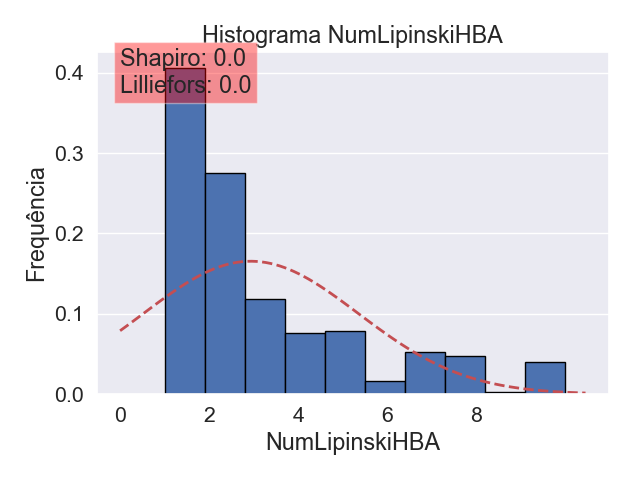 Histograma NumLipinskiHBA
Shapiro: 0.0
Lilliefors: 0.0
0.4
0.3
0.2
0.1
0.0
Frequência
0 2 4 6 8
NumLipinskiHBA